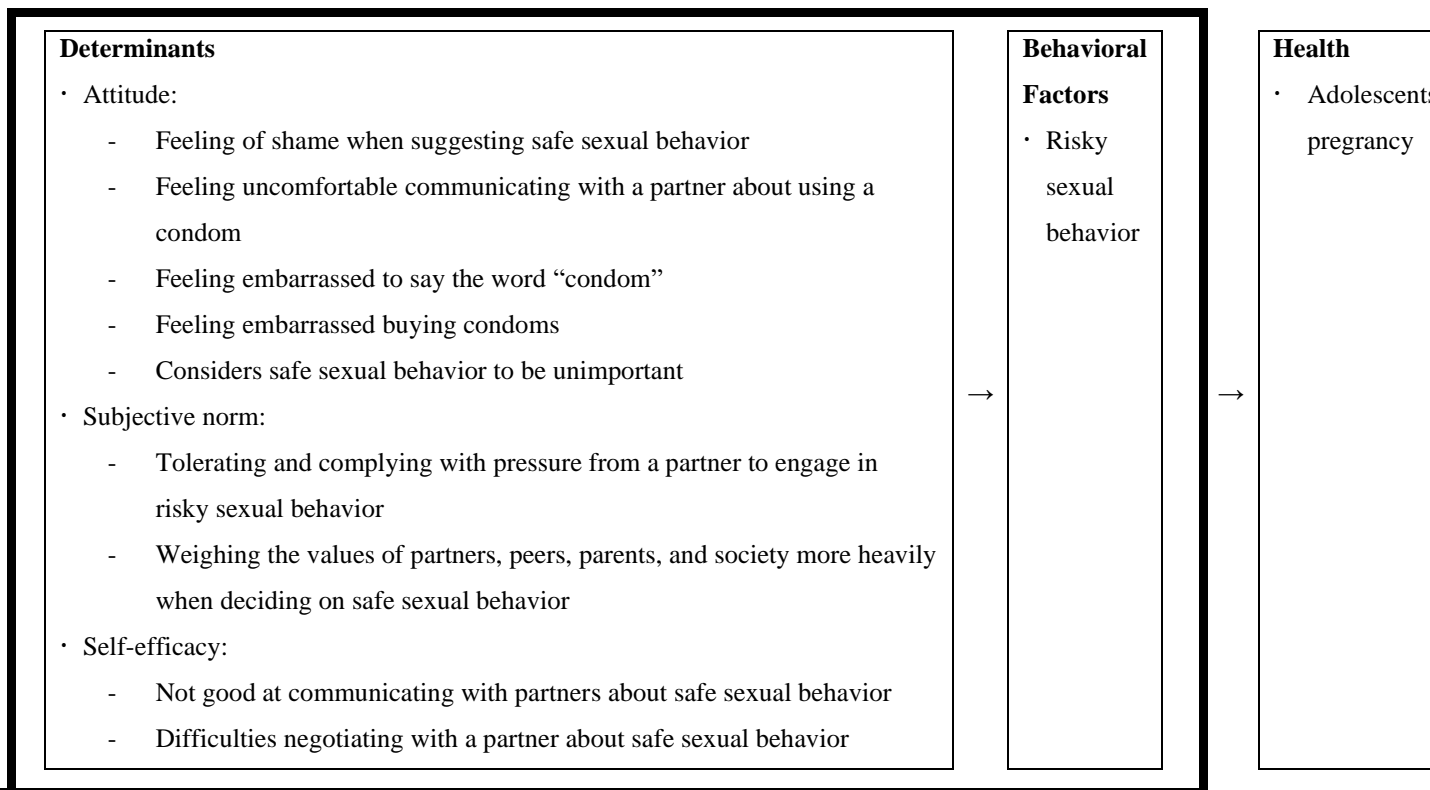 Determinants
· Attitude:
- Feeling of shame when suggesting safe sexual behavior
- Feeling uncomfortable communicating with a partner about using a
condom
- Feeling embarrassed to say the word “condom”
- Feeling embarrassed buying condoms
- Considers safe sexual behavior to be unimportant
· Subjective norm:
- Tolerating and complying with pressure from a partner to engage in
risky sexual behavior
- Weighing the values of partners, peers, parents, and society more heavily
when deciding on safe sexual behavior
· Self-efficacy:
- Not good at communicating with partners about safe sexual behavior
- Difficulties negotiating with a partner about safe sexual behavior
→
Behavioral
Factors
· Risky
sexual
behavior
→
Health
· Adolescents
pregrancy